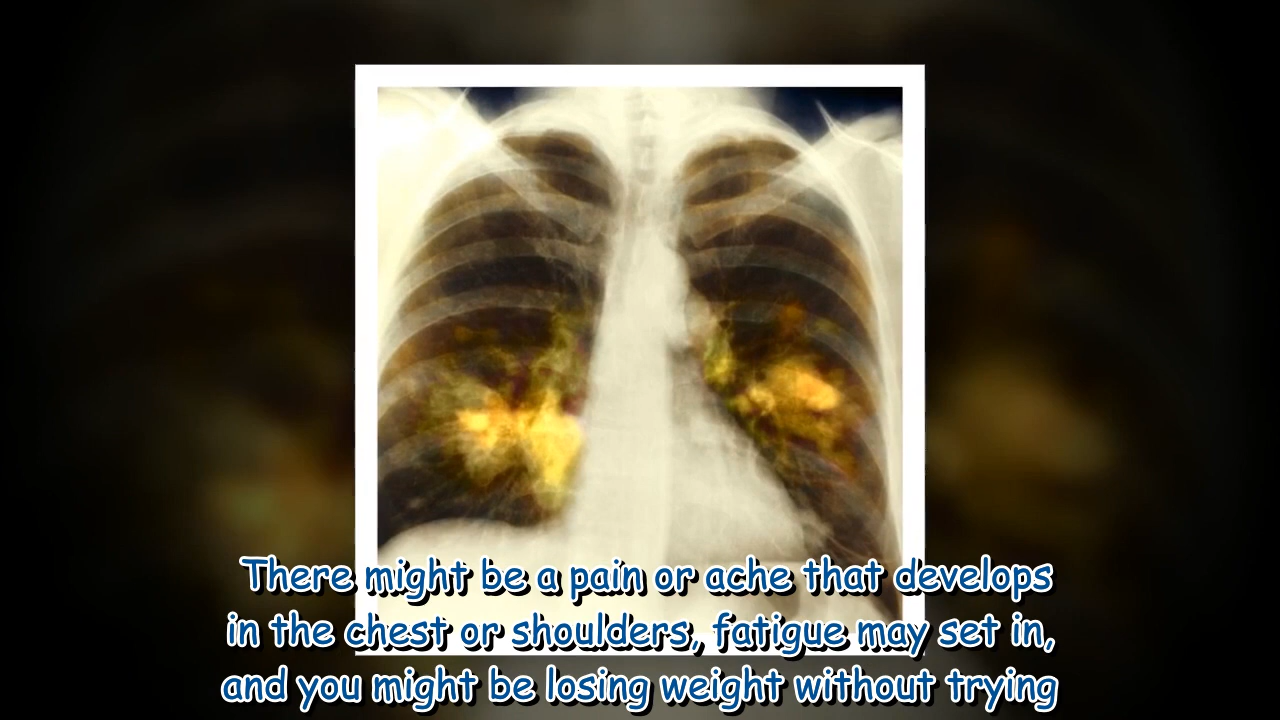 There might be a pain or ache that develops
in the chest or shoulders, fatigue may set in,
and you might be losing weight without trying